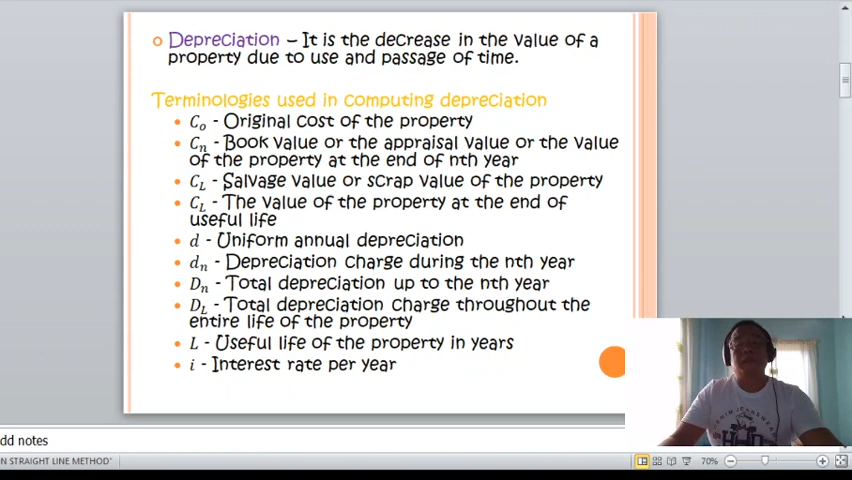 Depreciation – It is the decrease in the value of a
property due to use and passage of time.
Terminologies used in computing depreciation
Cₒ - Original cost of the property
Cₙ - Book value or the appraisal value or the value
of the property at the end of nth year
C_L - Salvage value or scrap value of the property
C_L - The value of the property at the end of
useful life
d - Uniform annual depreciation
dₙ - Depreciation charge during the nth year
Dₙ - Total depreciation up to the nth year
D_L - Total depreciation charge throughout the
entire life of the property
L - Useful life of the property in years
i - Interest rate per year
dd notes
N STRAIGHT LINE METHOD"
70%